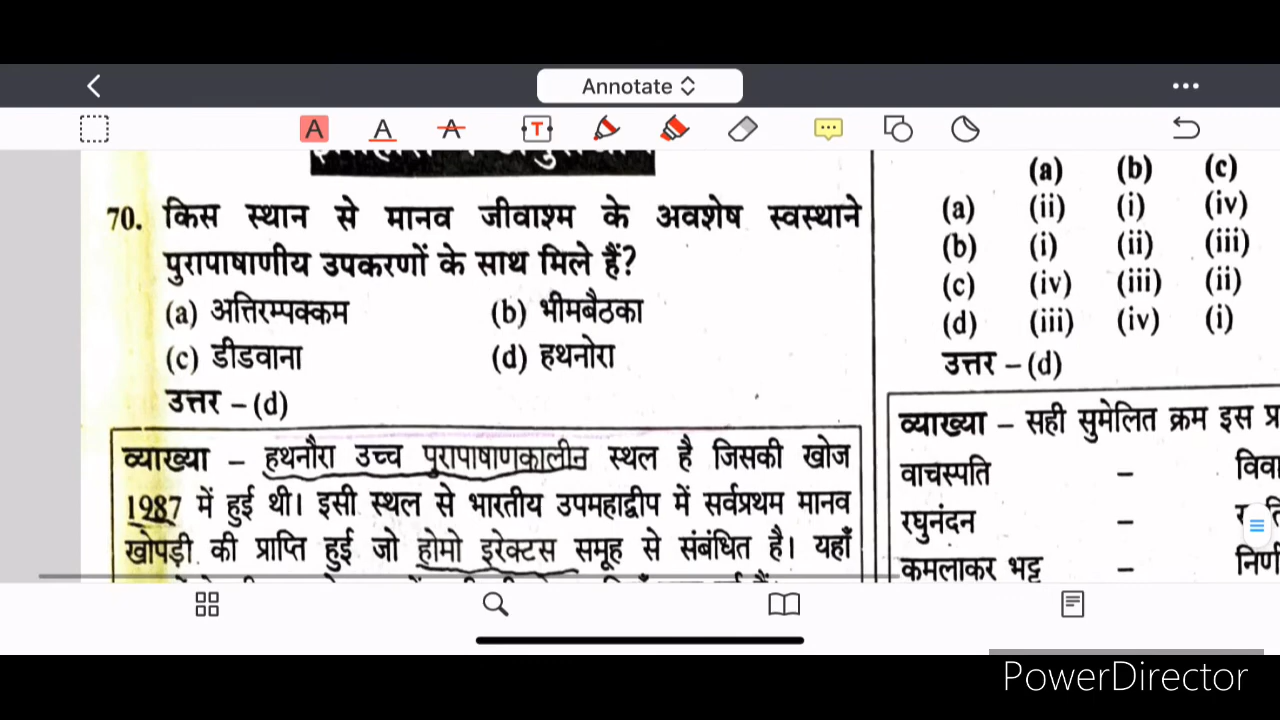 Annotate
70. किस स्थान से मानव जीवाश्म के अवशेष स्वस्थाने
पुरापाषाणीय उपकरणों के साथ मिले हैं?
(a) अत्तिरम्पक्कम (b) भीमबैठका
(c) डीडवाना (d) हथनोरा
उत्तर – (d)
व्याख्या – हथनौरा उच्च पुरापाषाणकालीन स्थल है जिसकी खोज
1987 में हुई थी। इसी स्थल से भारतीय उपमहाद्वीप में सर्वप्रथम मानव
खोपड़ी की प्राप्ति हुई जो होमो इरेक्टस समूह से संबंधित है। यहाँ
(a) (b) (c)
(a) (ii) (i) (iv)
(b) (i) (ii) (iii)
(c) (iv) (iii) (ii)
(d) (iii) (iv) (i)
उत्तर – (d)
व्याख्या – सही सुमेलित क्रम इस
वाचस्पति –
रघुनंदन –
कमलाकर भट्ट –
PowerDirector